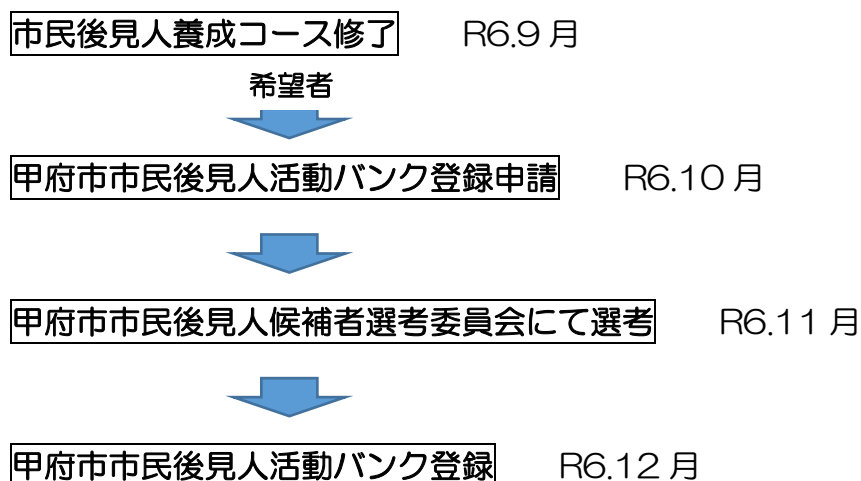 市民後見人養成コース修了 R6.9月
希望者
甲府市市民後見人活動バンク登録申請 R6.10月
甲府市市民後見人候補者選考委員会にて選考 R6.11月
甲府市市民後見人活動バンク登録 R6.12月